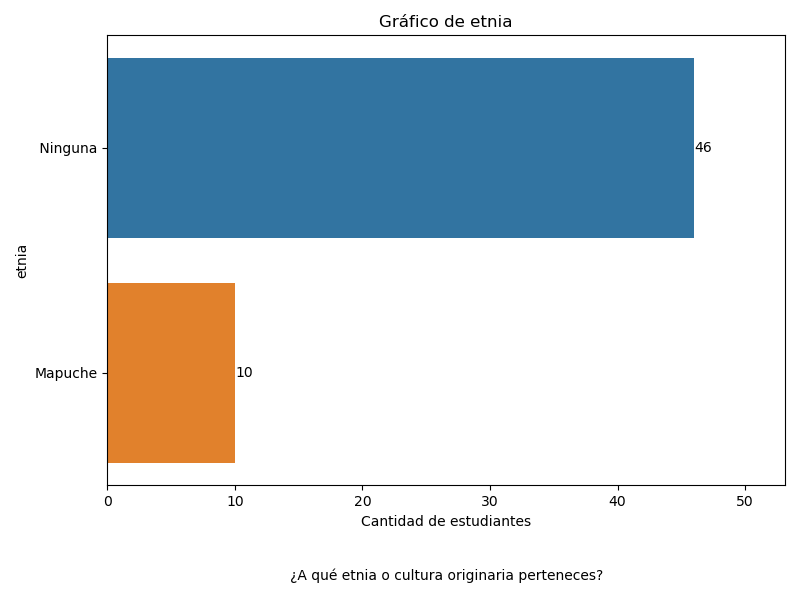 Gráfico de etnia
etnia
Ninguna
46
Mapuche
10
0 10 20 30 40 50
Cantidad de estudiantes
¿A qué etnia o cultura originaria perteneces?